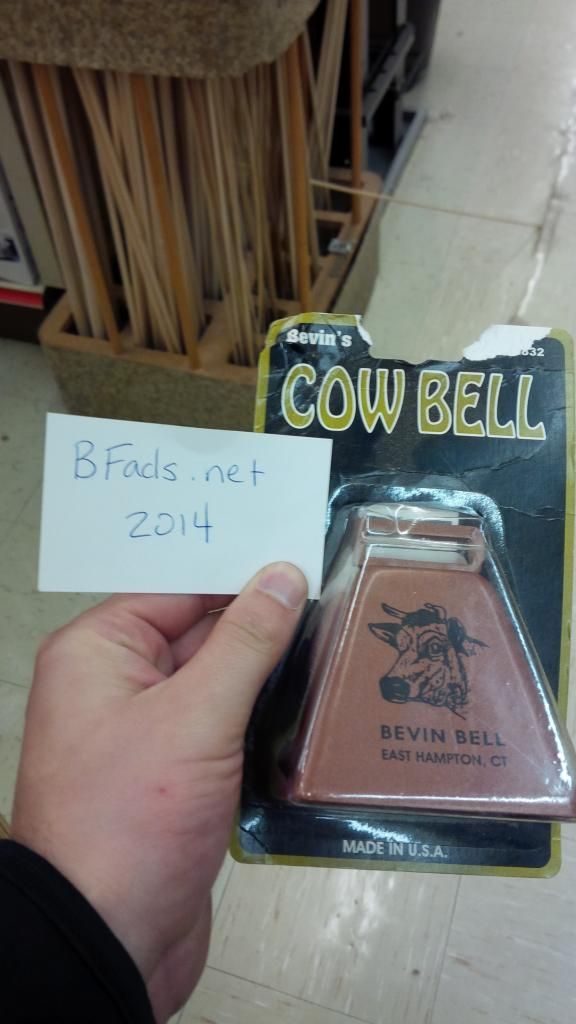 Bevin's
832
COW BELL
BFads.net
2014
BEVIN BELL
EAST HAMPTON, CT
MADE IN U.S.A.